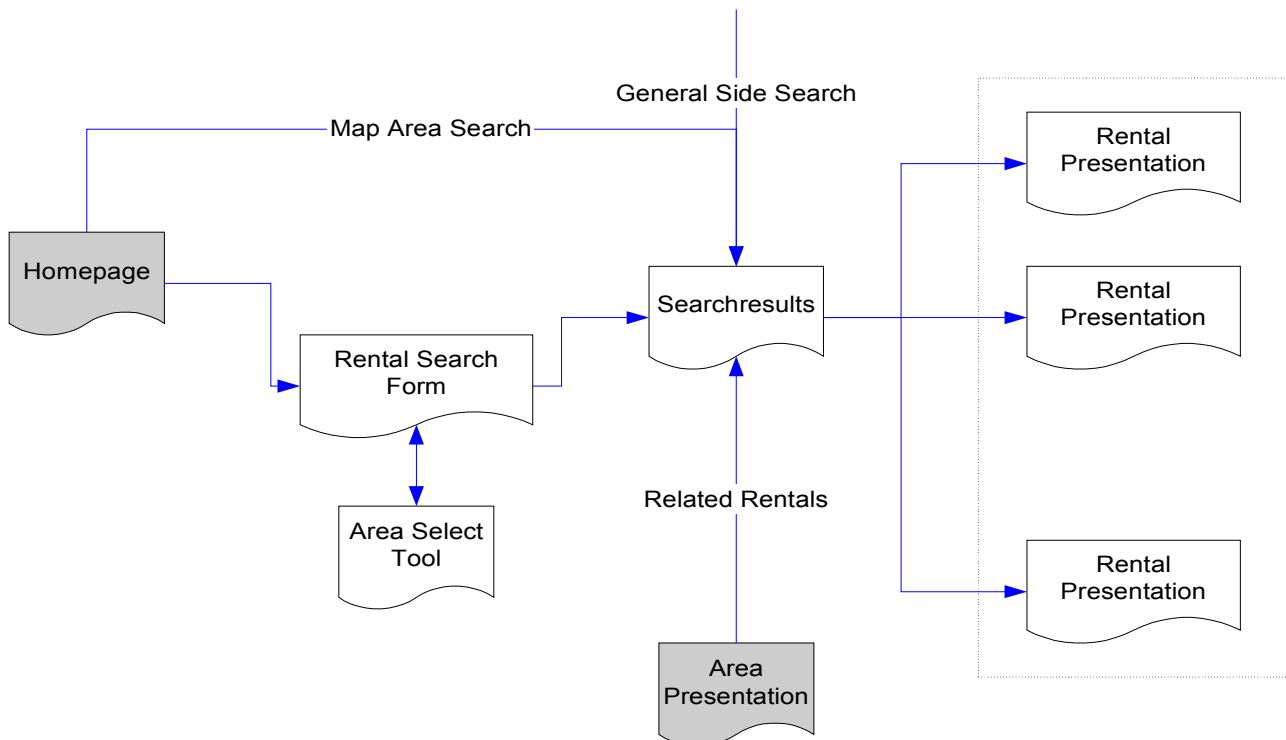 General Side Search
Map Area Search
Rental
Presentation
Homepage
Searchresults
Rental
Presentation
Rental Search
Form
Related Rentals
Area Select
Tool
Rental
Presentation
Area
Presentation